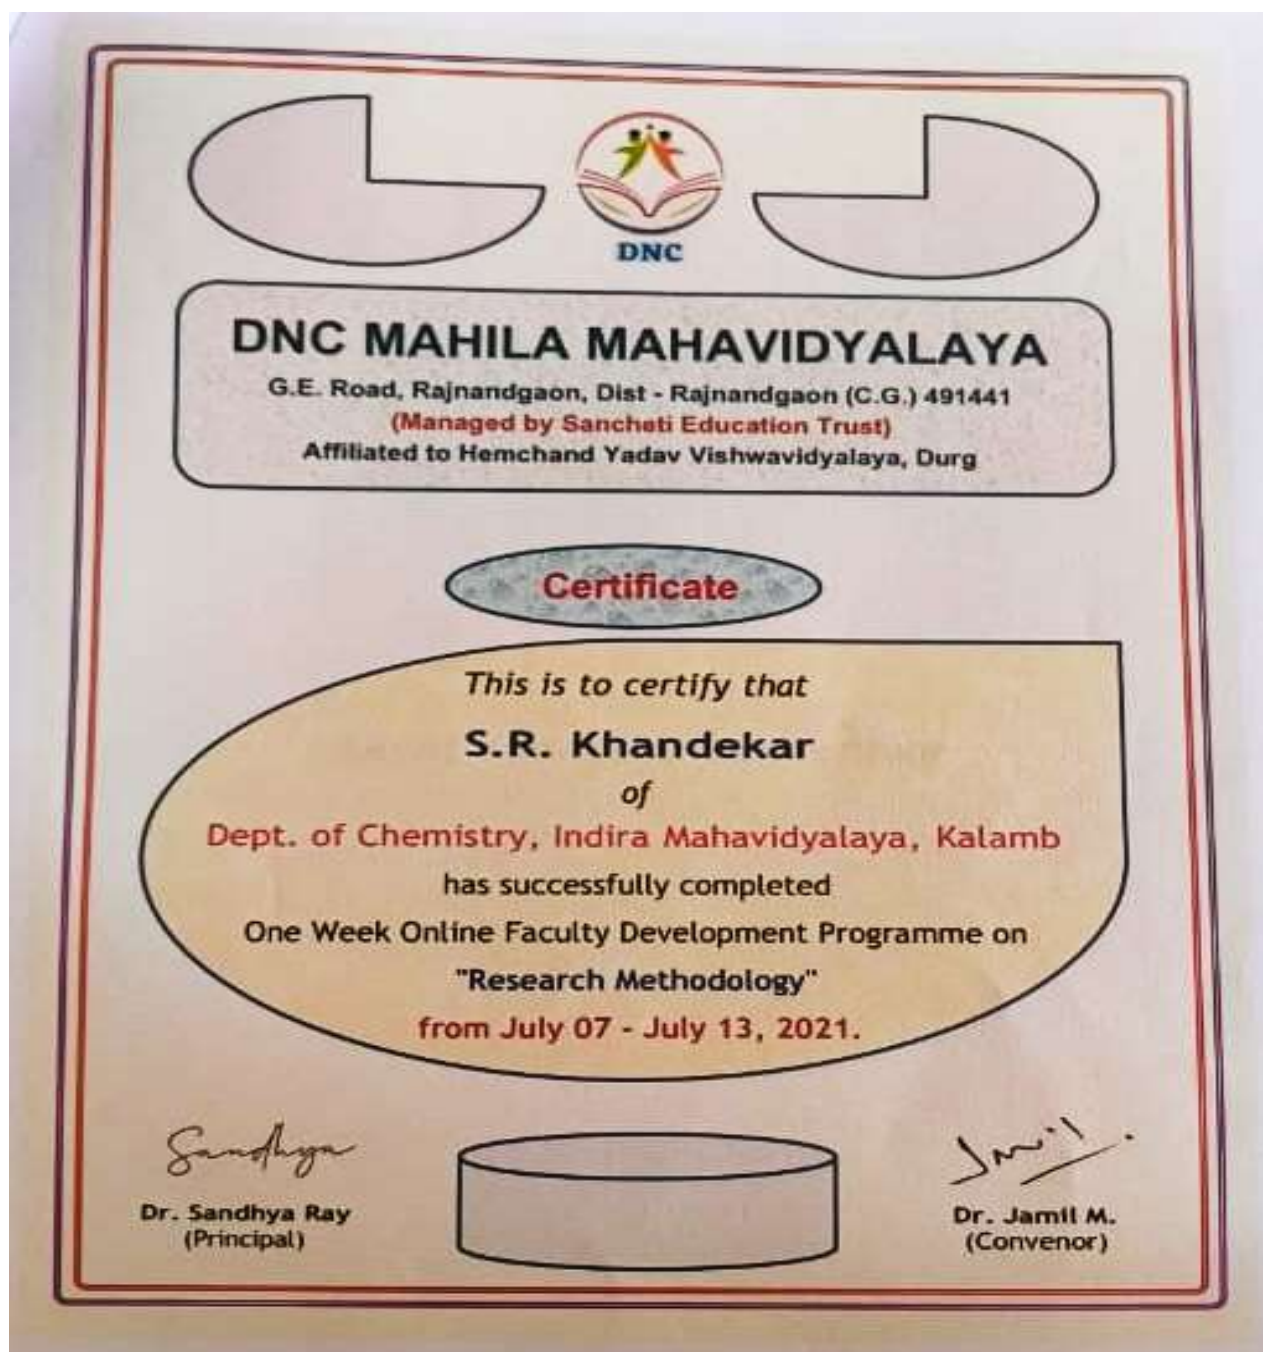 DNC
DNC MAHILA MAHAVIDYALAYA
G.E. Road, Rajnandgaon, Dist - Rajnandgaon (C.G.) 491441
(Managed by Sancheti Education Trust)
Affiliated to Hemchand Yadav Vishwavidyalaya, Durg
Certificate
This is to certify that
S.R. Khandekar
of
Dept. of Chemistry, Indira Mahavidyalaya, Kalamb
has successfully completed
One Week Online Faculty Development Programme on
"Research Methodology"
from July 07 - July 13, 2021.
Sandhya
Jamil
Dr. Sandhya Ray
(Principal)
Dr. Jamil M.
(Convenor)